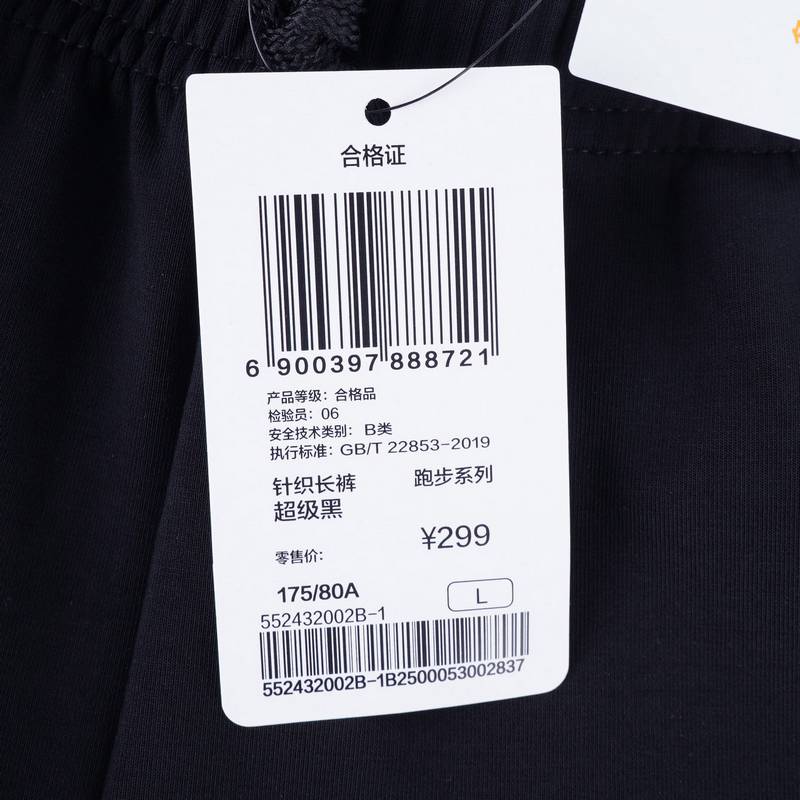 合格证
6 900397 888721
产品等级：合格品
检验员：06
安全技术类别：B类
执行标准：GB/T 22853-2019
针织长裤 跑步系列
超级黑
零售价： ¥299
175/80A L
552432002B-1
552432002B-1B2500053002837